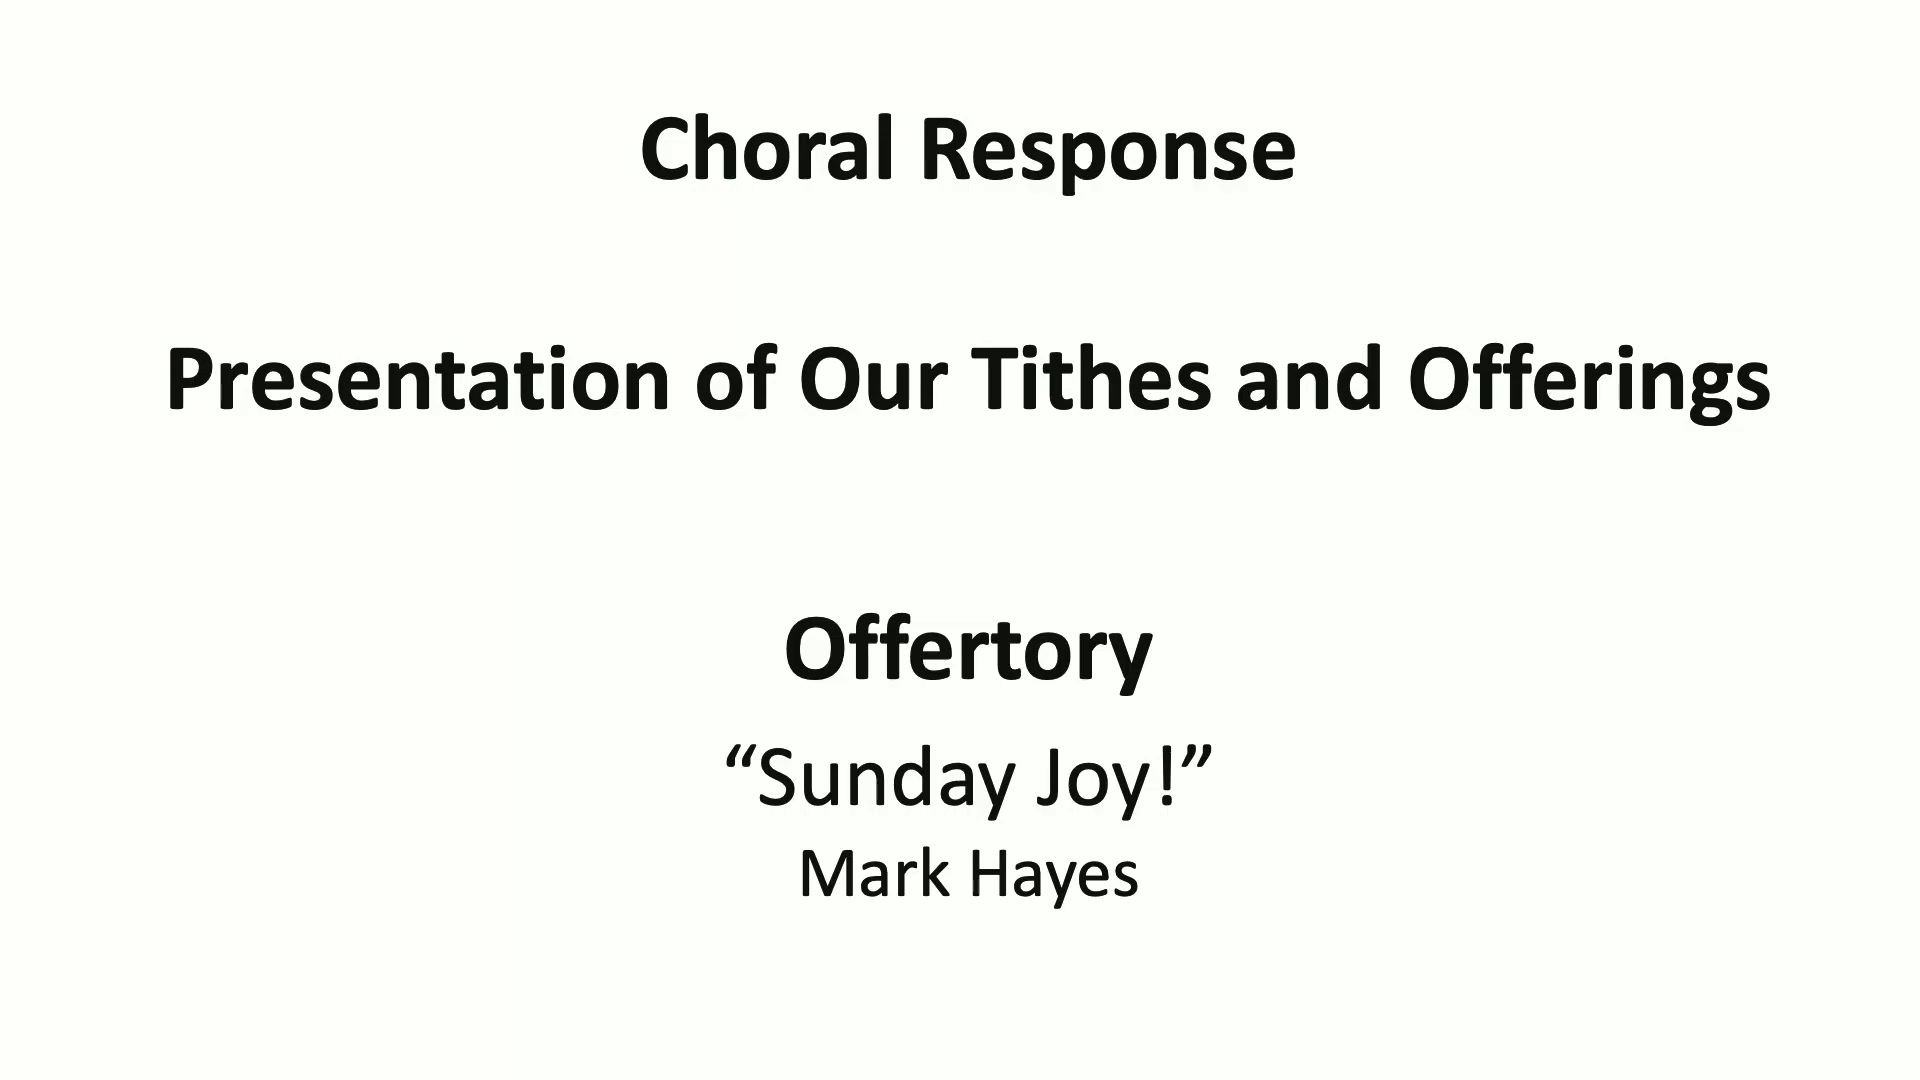 Choral Response
Presentation of Our Tithes and Offerings
Offertory
“Sunday Joy!”
Mark Hayes